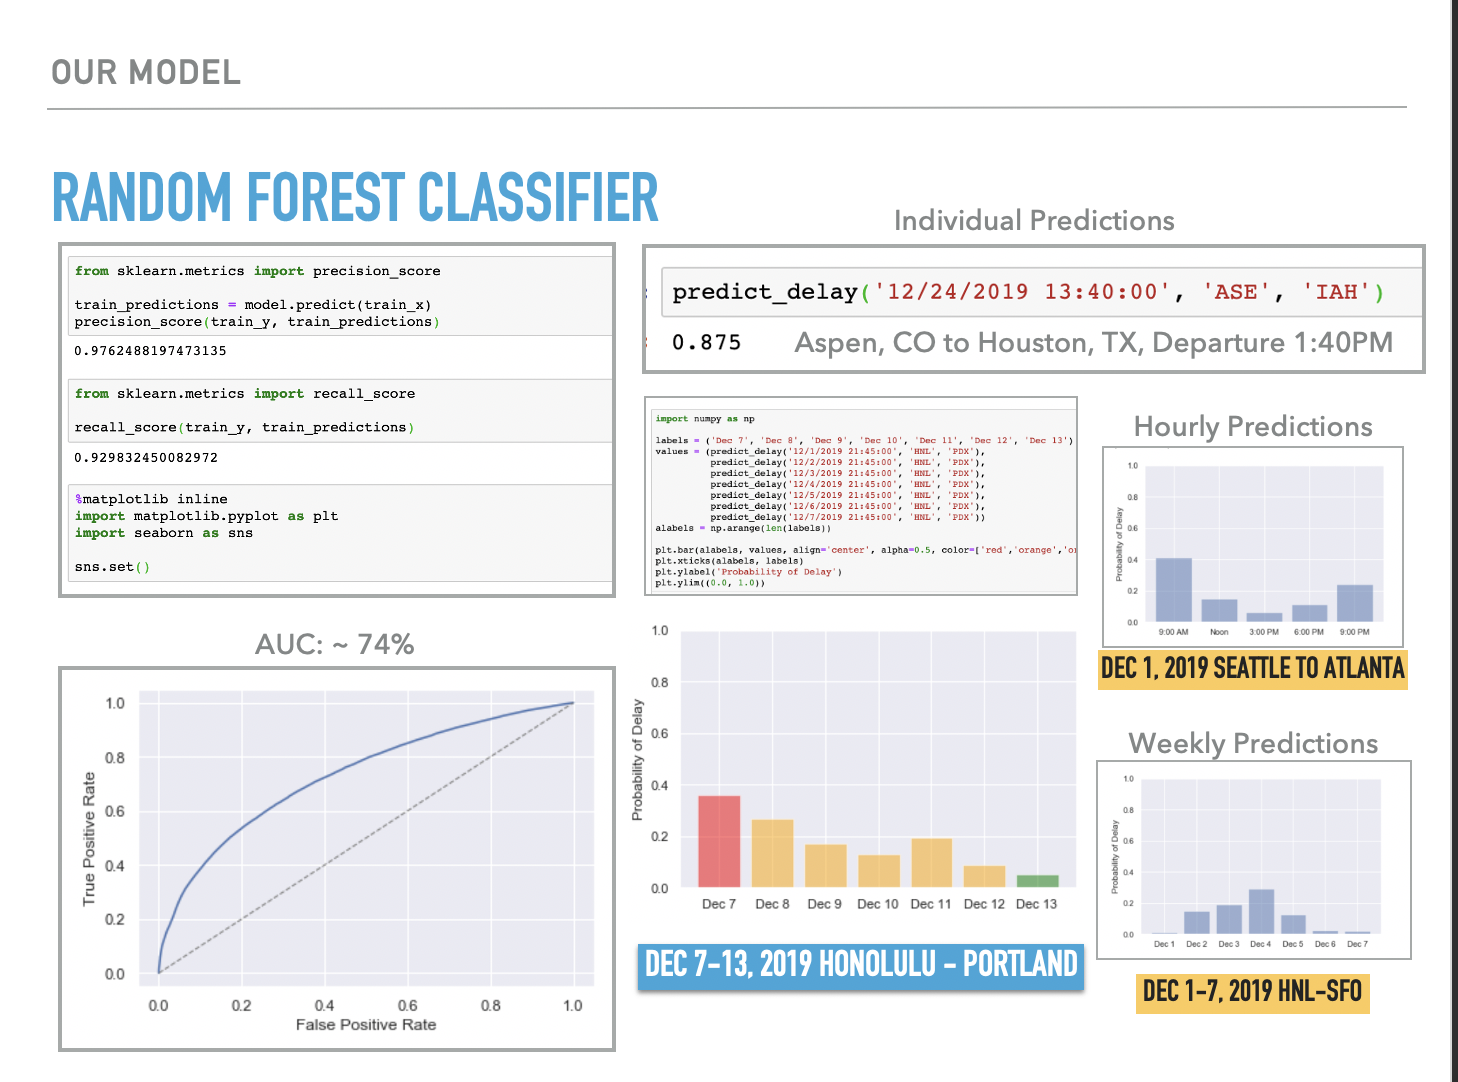 OUR MODEL
RANDOM FOREST CLASSIFIER
from sklearn.metrics import precision_score
train_predictions = model.predict(train_x)
precision_score(train_y, train_predictions)
0.9762488197473135
from sklearn.metrics import recall_score
recall_score(train_y, train_predictions)
0.929832450082972
%matplotlib inline
import matplotlib.pyplot as plt
import seaborn as sns
sns.set()
AUC: ~ 74%
True Positive Rate
1.0
0.8
0.6
0.4
0.2
0.0
0.0 0.2 0.4 0.6 0.8 1.0
False Positive Rate
Individual Predictions
predict_delay('12/24/2019 13:40:00', 'ASE', 'IAH')
0.875 Aspen, CO to Houston, TX, Departure 1:40PM
import numpy as np
labels = ('Dec 7', 'Dec 8', 'Dec 9', 'Dec 10', 'Dec 11', 'Dec 12', 'Dec 13')
values = (predict_delay('12/1/2019 21:45:00', 'HNL', 'PDX'),
predict_delay('12/2/2019 21:45:00', 'HNL', 'PDX'),
predict_delay('12/3/2019 21:45:00', 'HNL', 'PDX'),
predict_delay('12/4/2019 21:45:00', 'HNL', 'PDX'),
predict_delay('12/5/2019 21:45:00', 'HNL', 'PDX'),
predict_delay('12/6/2019 21:45:00', 'HNL', 'PDX'),
predict_delay('12/7/2019 21:45:00', 'HNL', 'PDX'))
alabels = np.arange(len(labels))
plt.bar(alabels, values, align='center', alpha=0.5, color=['red','orange','or
plt.xticks(alabels, labels)
plt.ylabel('Probability of Delay')
plt.ylim((0.0, 1.0))
Probability of Delay
1.0
0.8
0.6
0.4
0.2
0.0
Dec 7 Dec 8 Dec 9 Dec 10 Dec 11 Dec 12 Dec 13
DEC 7-13, 2019 HONOLULU - PORTLAND
Hourly Predictions
Probability of Delay
1.0
0.8
0.6
0.4
0.2
0.0
9:00 AM Noon 3:00 PM 6:00 PM 9:00 PM
DEC 1, 2019 SEATTLE TO ATLANTA
Weekly Predictions
Probability of Delay
1.0
0.8
0.6
0.4
0.2
0.0
Dec 1 Dec 2 Dec 3 Dec 4 Dec 5 Dec 6 Dec 7
DEC 1-7, 2019 HNL-SFO